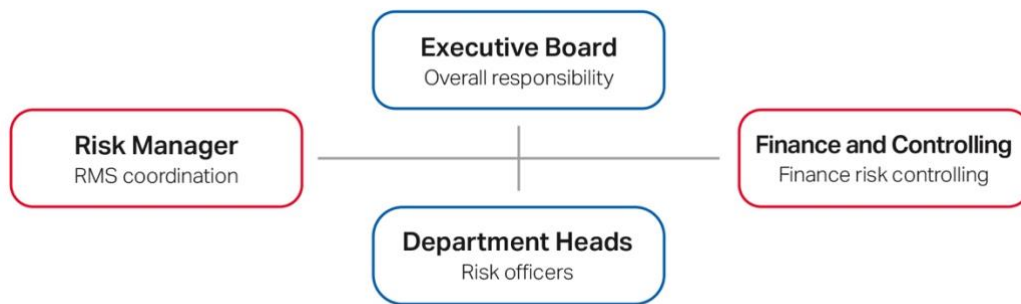 Executive Board
Overall responsibility
Risk Manager
RMS coordination
Finance and Controlling
Finance risk controlling
Department Heads
Risk officers